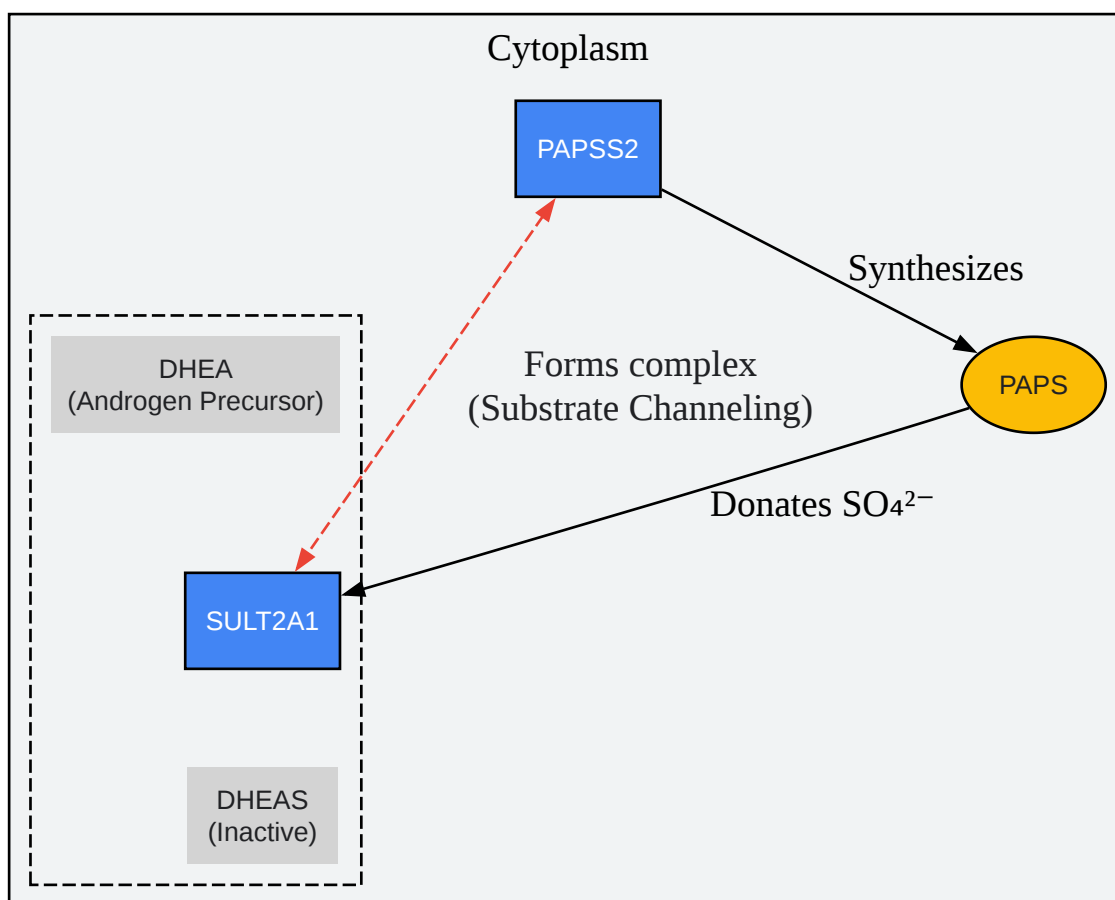 Cytoplasm
PAPSS2
Synthesizes
DHEA
(Androgen Precursor)
Forms complex
(Substrate Channeling)
PAPS
Donates SO₄²⁻
SULT2A1
DHEAS
(Inactive)